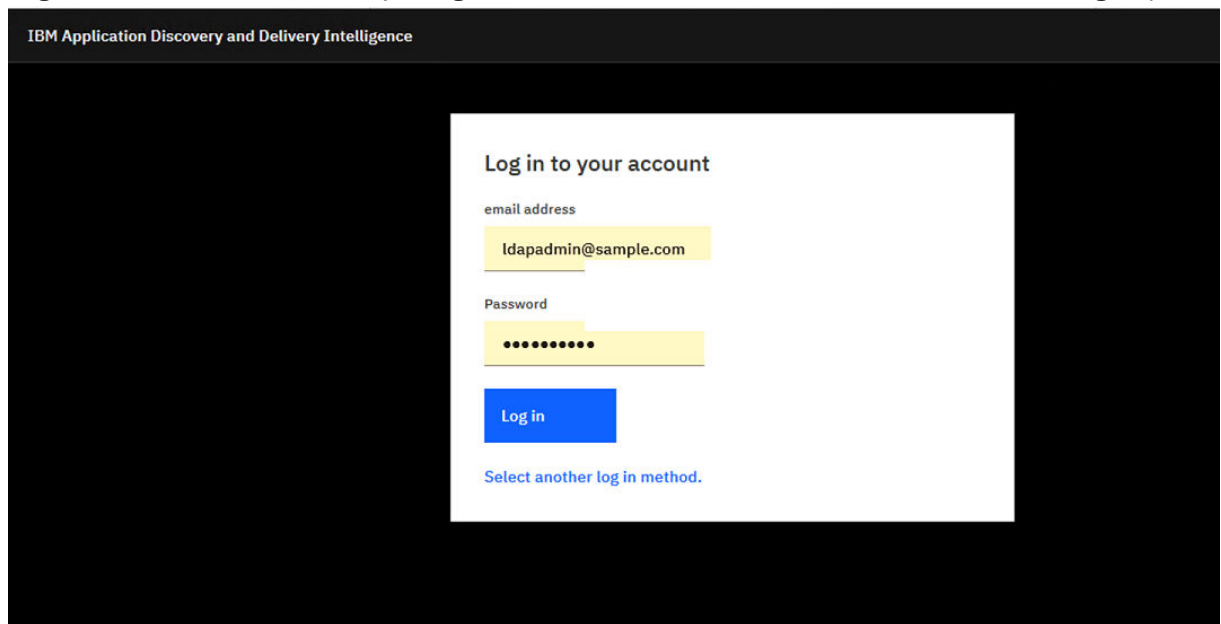 IBM Application Discovery and Delivery Intelligence
Log in to your account
email address
ldapadmin@sample.com
Password
••••••••••
Log in
Select another log in method.